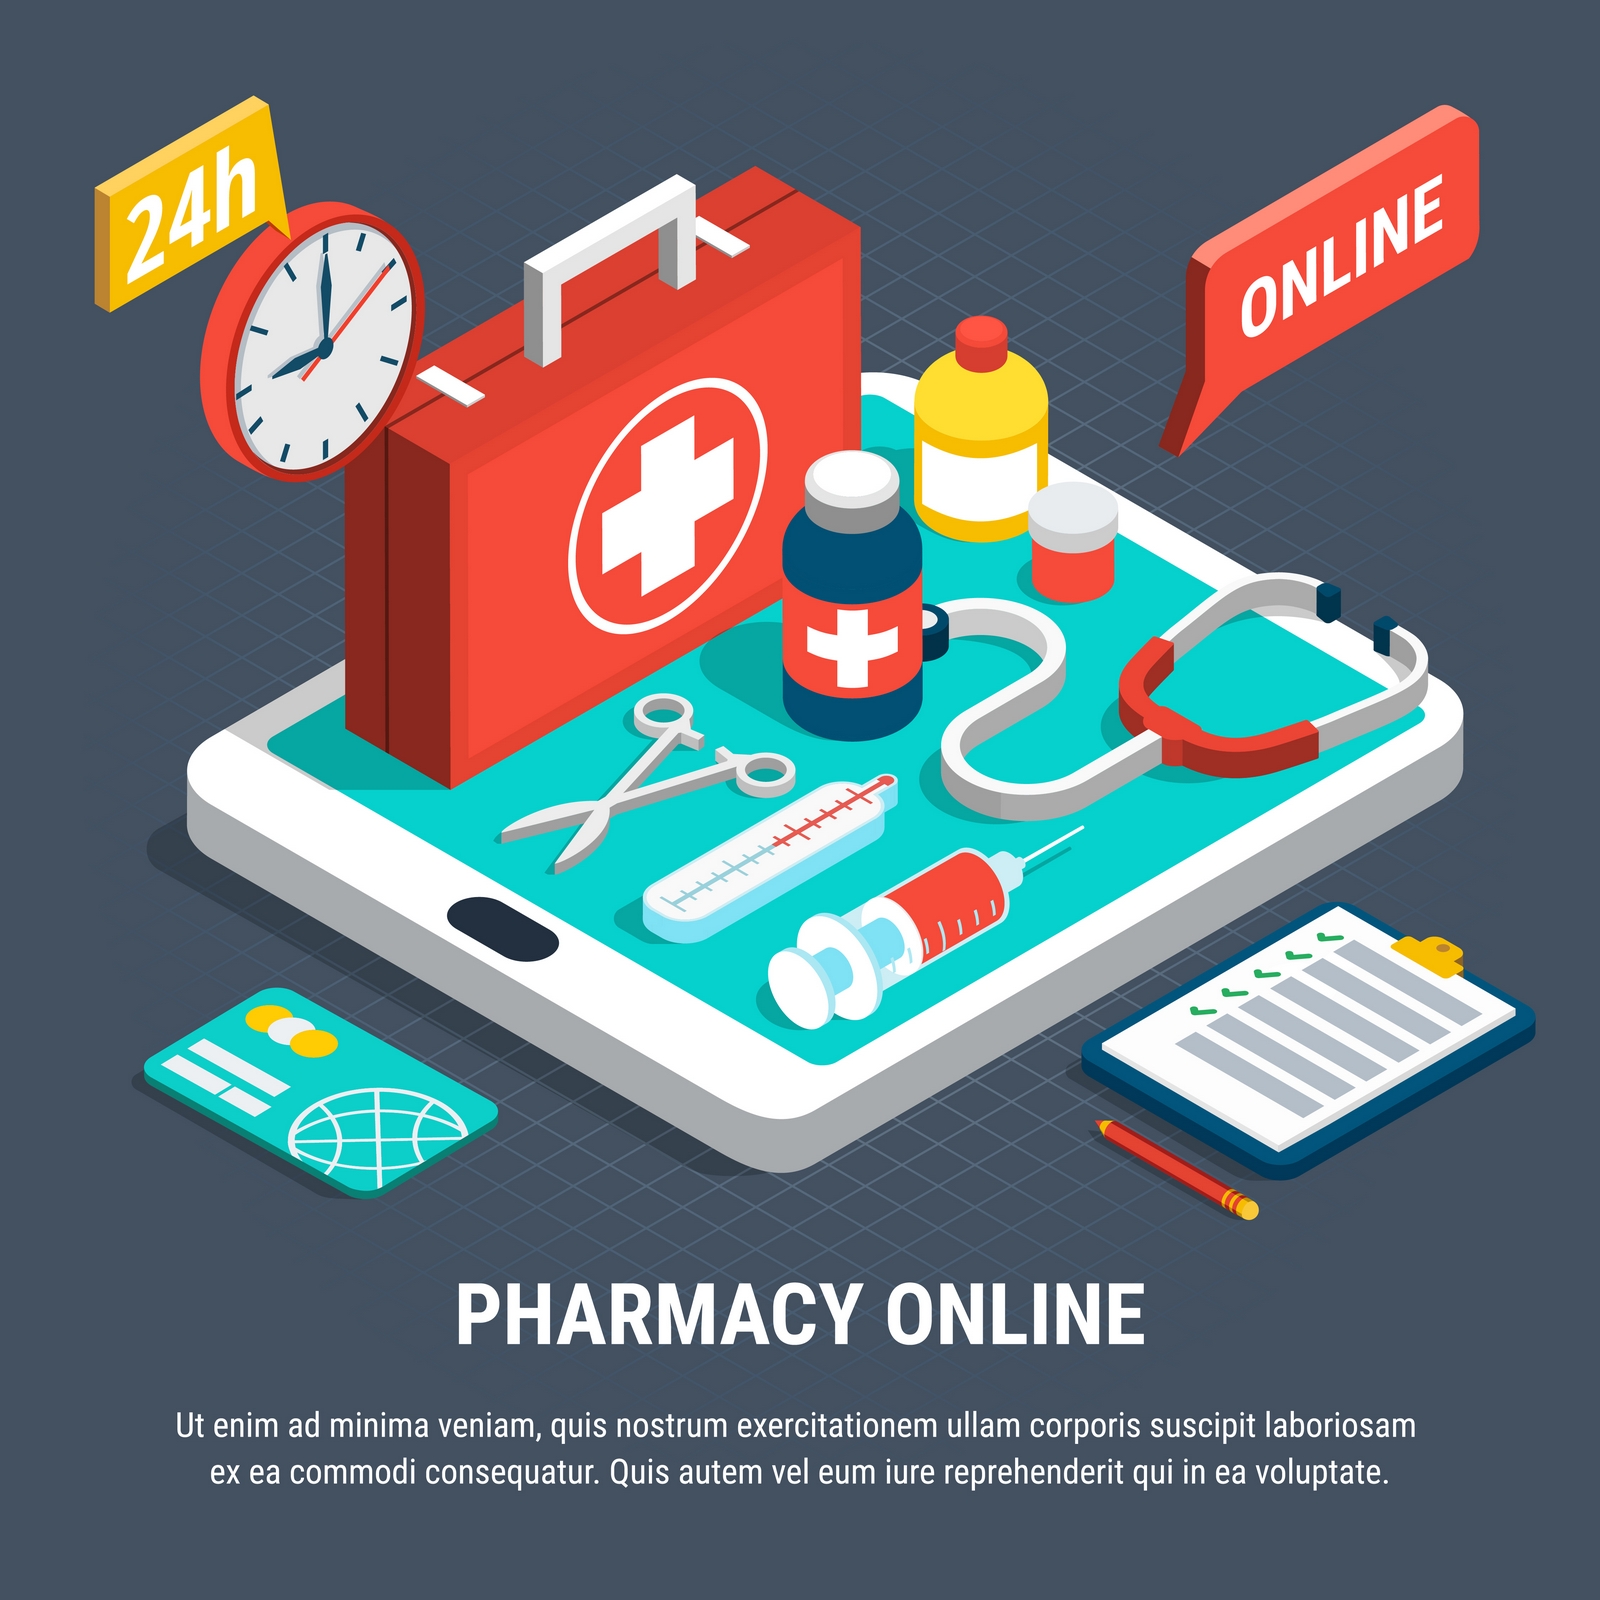 24h
ONLINE
PHARMACY ONLINE
Ut enim ad minima veniam, quis nostrum exercitationem ullam corporis suscipit laboriosam
ex ea commodi consequatur. Quis autem vel eum iure reprehenderit qui in ea voluptate.